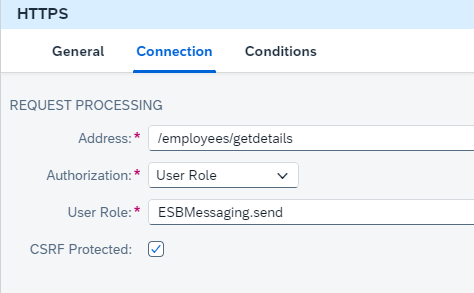 HTTPS
General Connection Conditions
REQUEST PROCESSING
Address:* /employees/getdetails
Authorization:* User Role
User Role:* ESBMessaging.send
CSRF Protected: